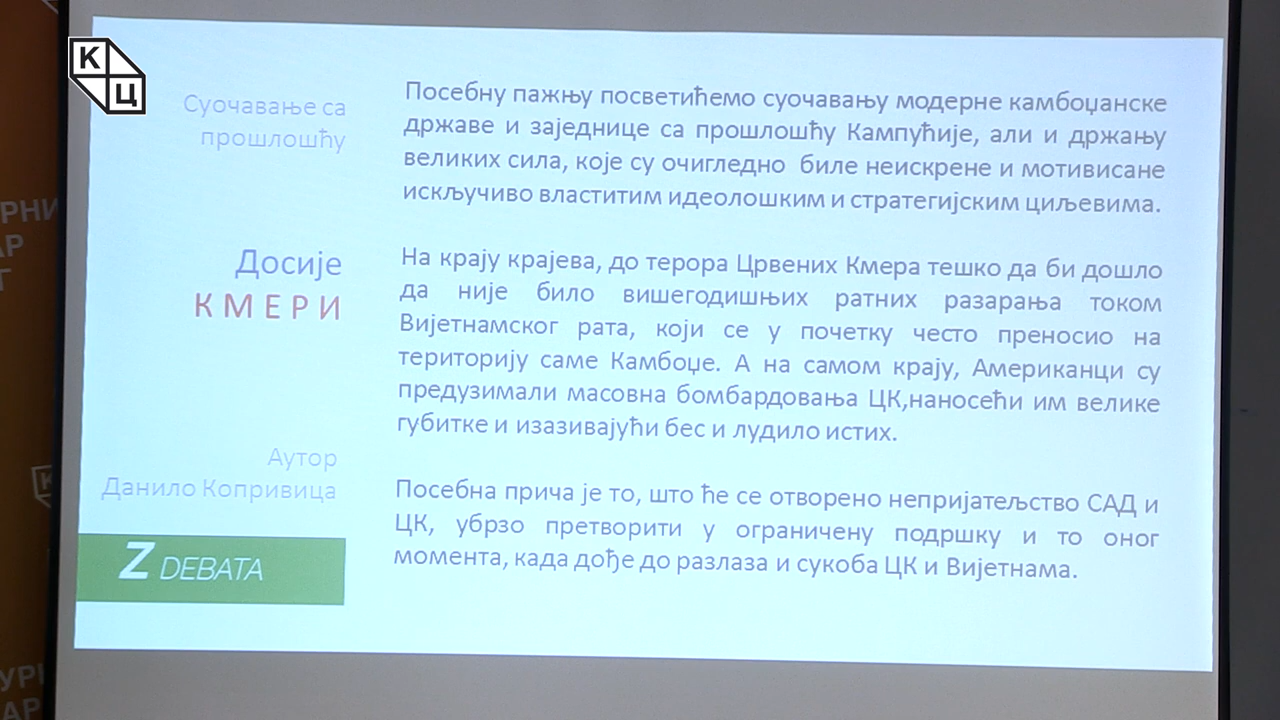 К
Ц
Суочавање са
прошлошћу
Досије
КМЕРИ
Аутор
Данило Копривица
Z DEBATA
Посебну пажњу посветићемо суочавању модерне камбоџанске
државе и заједнице са прошлошћу Кампућије, али и држању
великих сила, које су очигледно биле неискрене и мотивисане
искључиво властитим идеолошким и стратегијским циљевима.
На крају крајева, до терора Црвених Кмера тешко да би дошло
да није било вишегодишњих ратних разарања током
Вијетнамског рата, који се у почетку често преносио на
територију саме Камбоџе. А на самом крају, Американци су
предузимали масовна бомбардовања ЦК,наносећи им велике
губитке и изазивајући бес и лудило истих.
Посебна прича је то, што ће се отворено непријатељство САД и
ЦК, убрзо претворити у ограничену подршку и то оног
момента, када дође до разлаза и сукоба ЦК и Вијетнама.